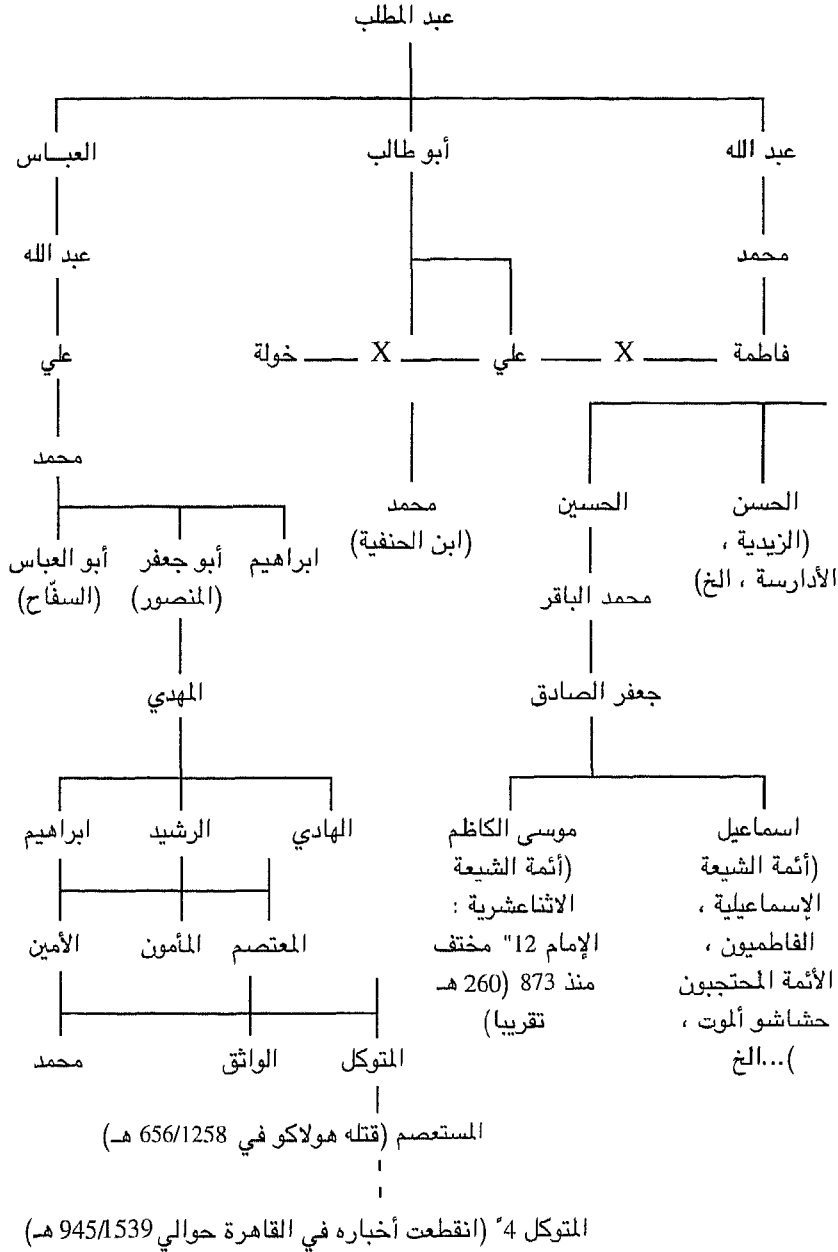 عبد المطلب
عبد الله
أبو طالب
العباس
محمد
عبد الله
فاطمة X علي X خولة
علي
محمد
الحسن
(الزيدية ،
الأدارسة ، الخ)
الحسين
محمد
(ابن الحنفية)
ابراهيم
أبو جعفر
(المنصور)
أبو العباس
(السفّاح)
محمد الباقر
جعفر الصادق
المهدي
اسماعيل
(أئمة الشيعة
الإسماعيلية ،
الفاطميون ،
الأئمة المحتجبون
حشاشو ألموت ،
الخ...)
موسى الكاظم
(أئمة الشيعة
الاثناعشرية :
الإمام 12" مختف
منذ 873 (260 هـ
تقريبا)
الهادي
الرشيد
ابراهيم
المعتصم
المأمون
الأمين
المتوكل
الواثق
محمد
المستعصم (قتله هولاكو في 656/1258 هـ)
المتوكل 4ً (انقطعت أخباره في القاهرة حوالي 945/1539 هـ)